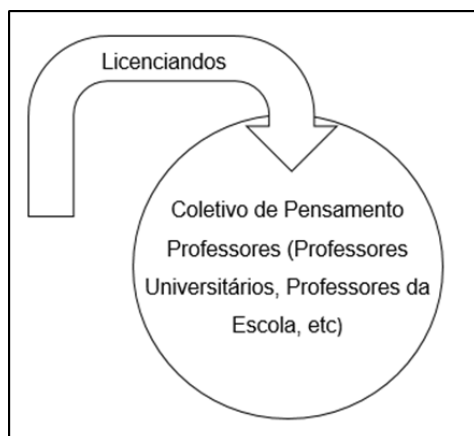 Licenciandos
Coletivo de Pensamento
Professores (Professores
Universitários, Professores da
Escola, etc)